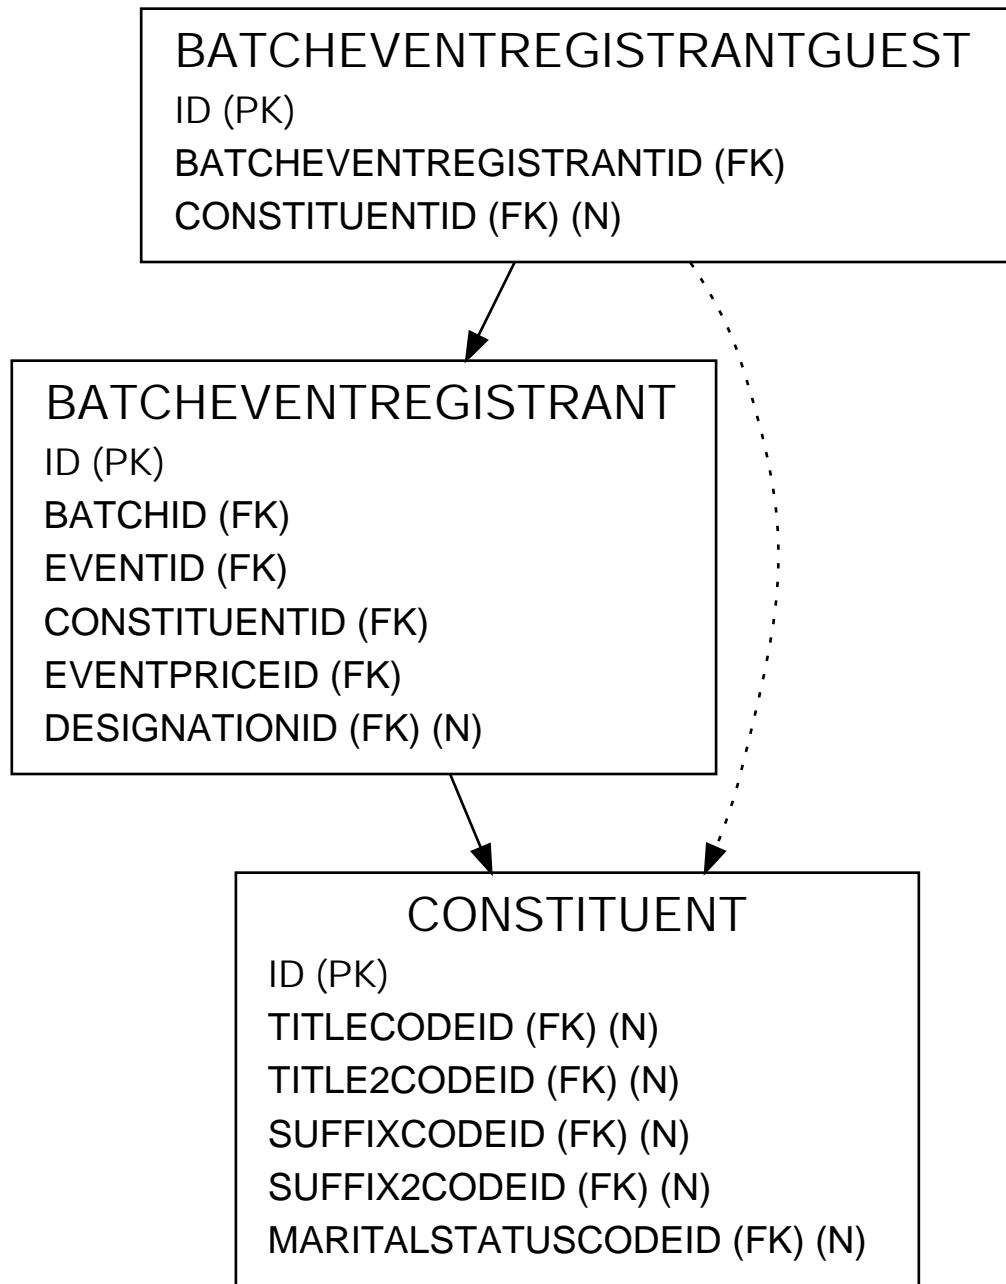 BATCHEVENTREGISTRANTGUEST
ID (PK)
BATCHEVENTREGISTRANTID (FK)
CONSTITUENTID (FK) (N)
BATCHEVENTREGISTRANT
ID (PK)
BATCHID (FK)
EVENTID (FK)
CONSTITUENTID (FK)
EVENTPRICEID (FK)
DESIGNATIONID (FK) (N)
CONSTITUENT
ID (PK)
TITLECODEID (FK) (N)
TITLE2CODEID (FK) (N)
SUFFIXCODEID (FK) (N)
SUFFIX2CODEID (FK) (N)
MARITALSTATUSCODEID (FK) (N)